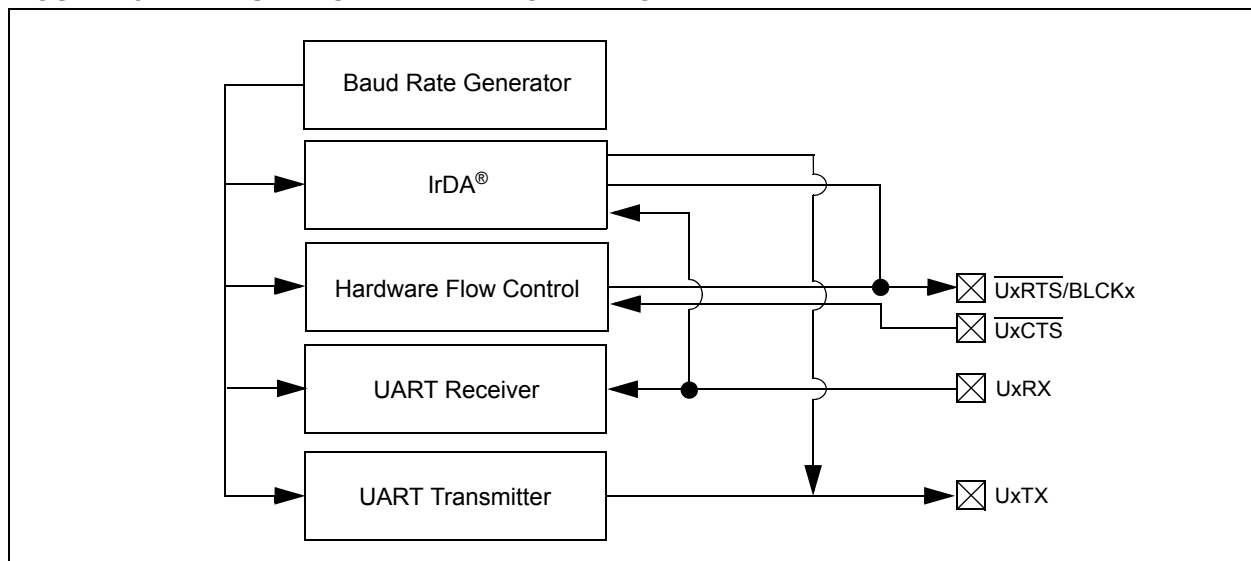 Baud Rate Generator
IrDA®
Hardware Flow Control
UxRTS/BLCKx
UxCTS
UART Receiver
UxRX
UART Transmitter
UxTX